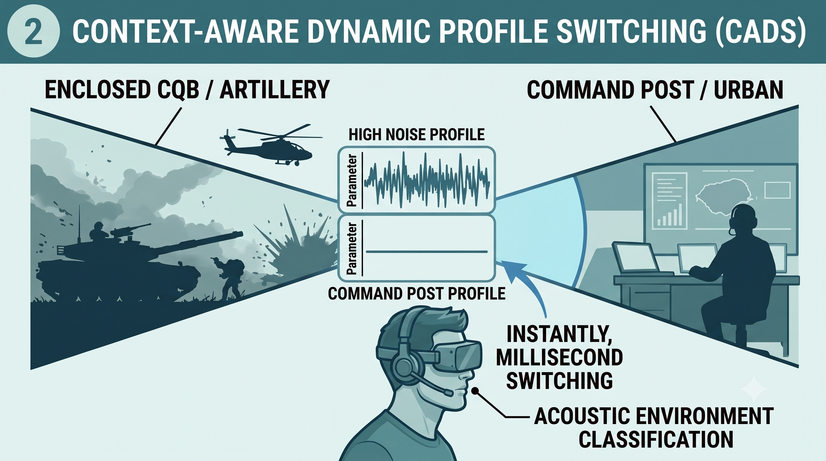 2 CONTEXT-AWARE DYNAMIC PROFILE SWITCHING (CADS)
ENCLOSED CQB / ARTILLERY
COMMAND POST / URBAN
HIGH NOISE PROFILE
Parameter
Parameter
COMMAND POST PROFILE
INSTANTLY,
MILLISECOND
SWITCHING
ACOUSTIC ENVIRONMENT
CLASSIFICATION